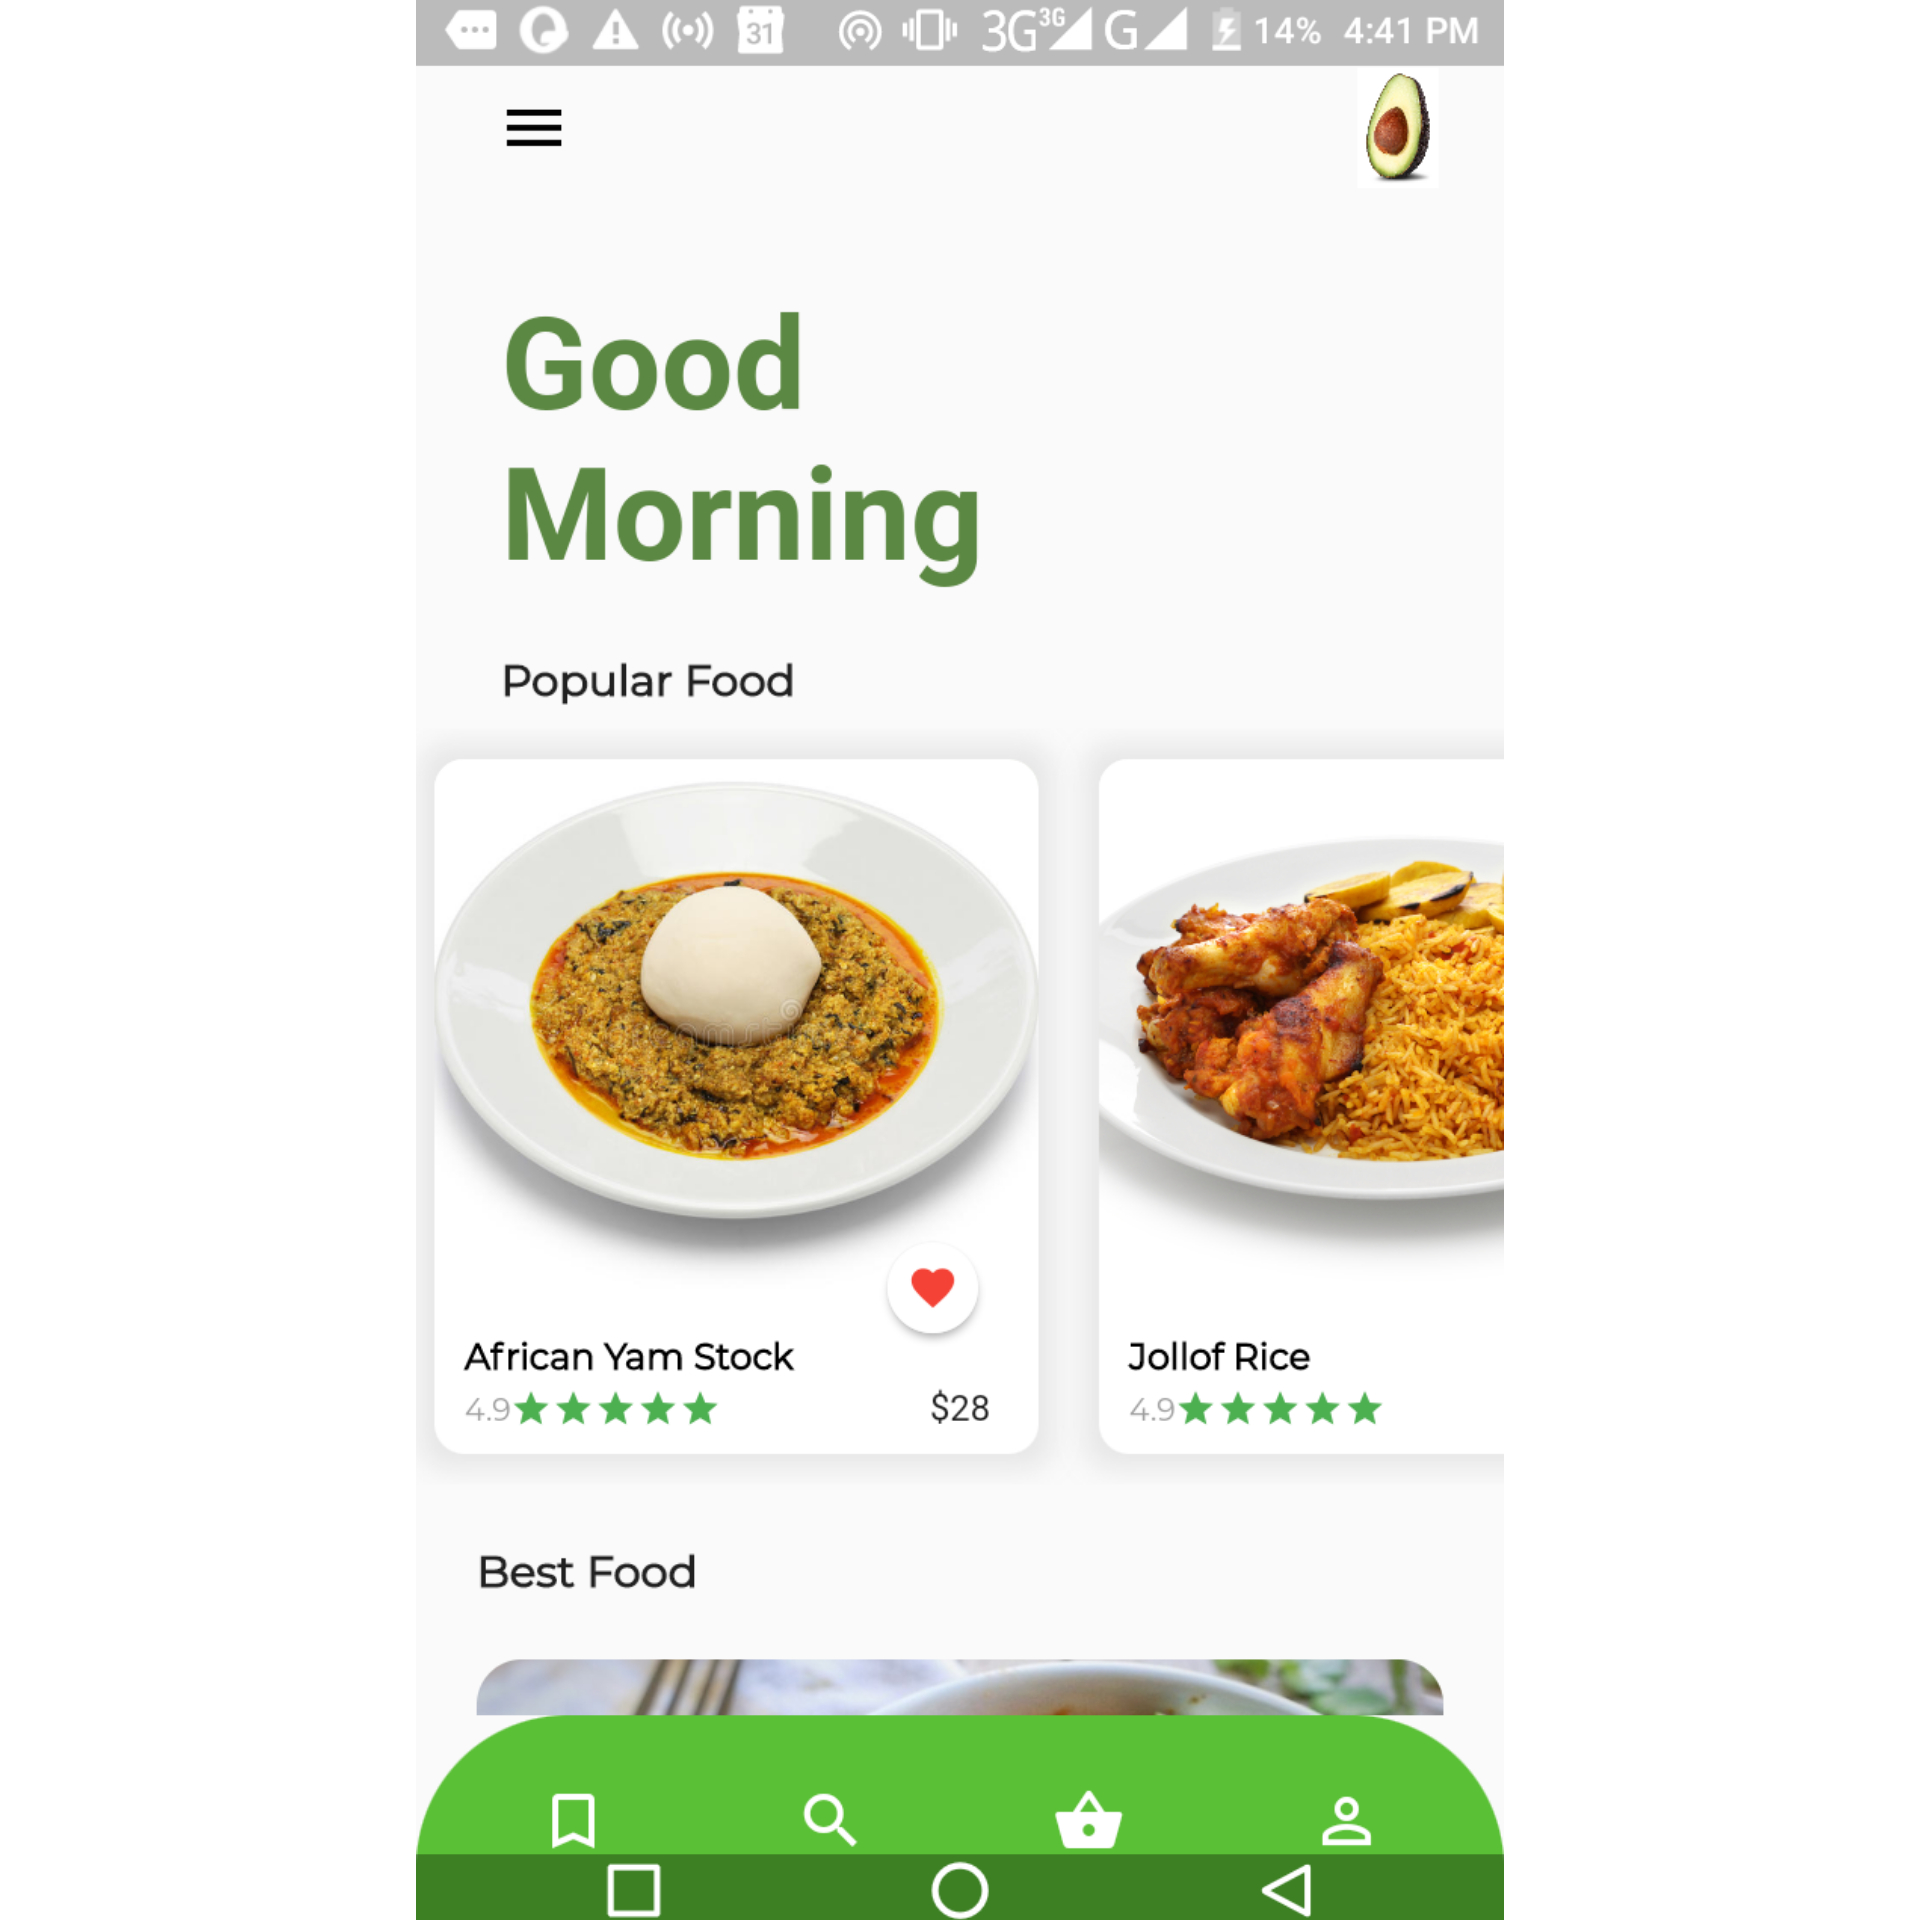 31 3G 3G G 14% 4:41 PM
Good
Morning
Popular Food
African Yam Stock
4.9 $28
Jollof Rice
4.9
Best Food